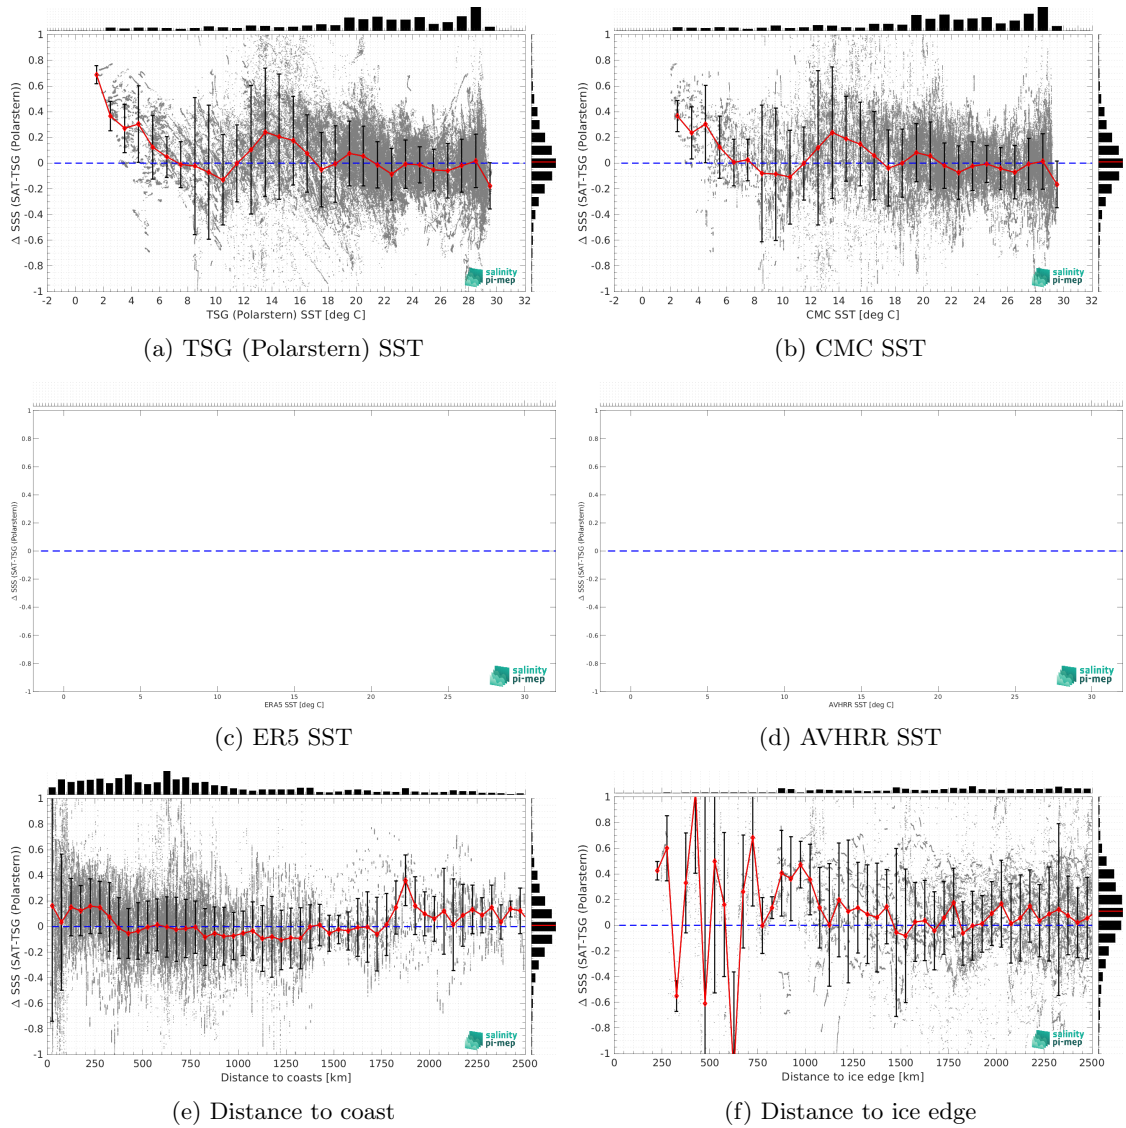 1
0.8
0.6
0.4
0.2
0
-0.2
-0.4
-0.6
-0.8
-1
-2 0 2 4 6 8 10 12 14 16 18 20 22 24 26 28 30 32
Δ SSS (SAT-TSG (Polarstern))
TSG (Polarstern) SST [deg C]
salinity
pi-mep
(a) TSG (Polarstern) SST
1
0.8
0.6
0.4
0.2
0
-0.2
-0.4
-0.6
-0.8
-1
-2 0 2 4 6 8 10 12 14 16 18 20 22 24 26 28 30 32
Δ SSS (SAT-TSG (Polarstern))
CMC SST [deg C]
salinity
pi-mep
(b) CMC SST
1
0.8
0.6
0.4
0.2
0
-0.2
-0.4
-0.6
-0.8
-1
0 5 10 15 20 25 30
Δ SSS (SAT-TSG (Polarstern))
ERA5 SST [deg C]
salinity
pi-mep
(c) ER5 SST
1
0.8
0.6
0.4
0.2
0
-0.2
-0.4
-0.6
-0.8
-1
0 5 10 15 20 25 30
Δ SSS (SAT-TSG (Polarstern))
AVHRR SST [deg C]
salinity
pi-mep
(d) AVHRR SST
1
0.8
0.6
0.4
0.2
0
-0.2
-0.4
-0.6
-0.8
-1
0 250 500 750 1000 1250 1500 1750 2000 2250 2500
Δ SSS (SAT-TSG (Polarstern))
Distance to coasts [km]
salinity
pi-mep
(e) Distance to coast
1
0.8
0.6
0.4
0.2
0
-0.2
-0.4
-0.6
-0.8
-1
0 250 500 750 1000 1250 1500 1750 2000 2250 2500
Δ SSS (SAT-TSG (Polarstern))
Distance to ice edge [km]
salinity
pi-mep
(f) Distance to ice edge